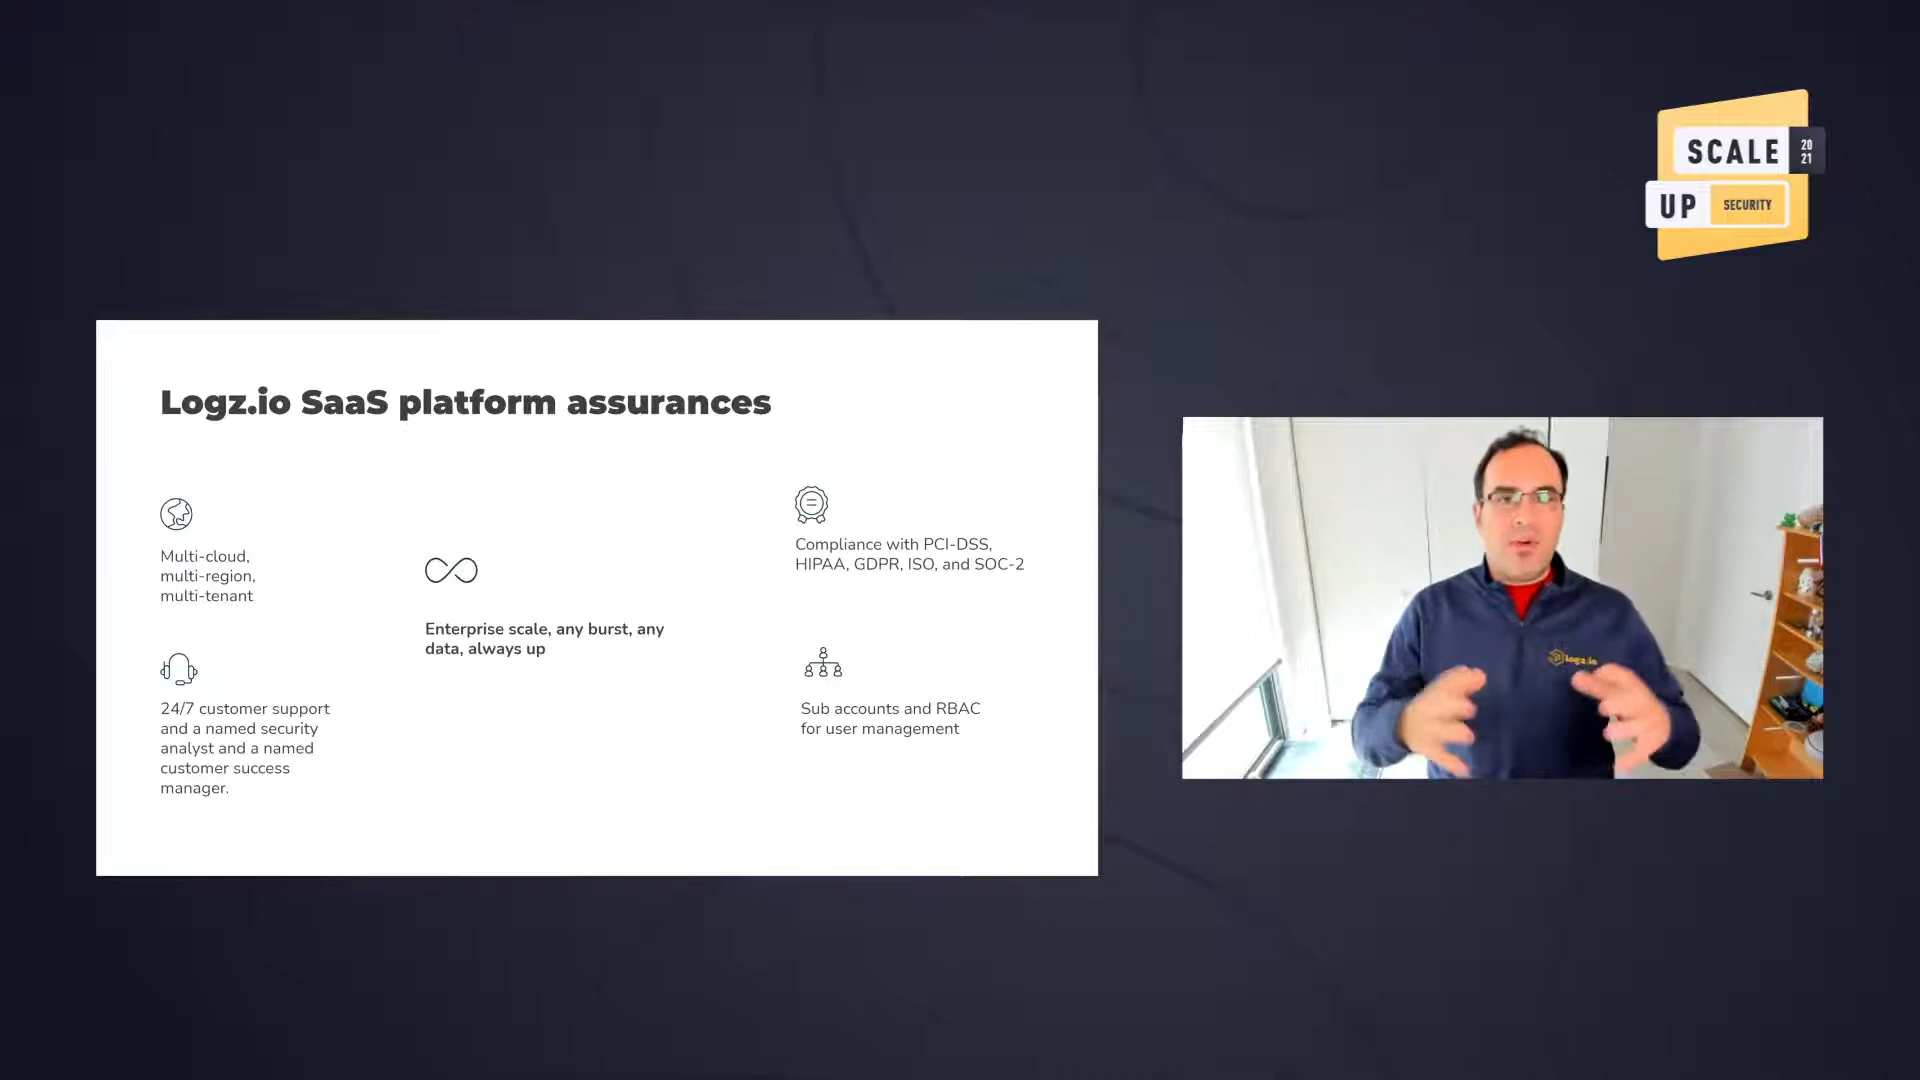 SCALE
20
21
UP
SECURITY
Logz.io SaaS platform assurances
Multi-cloud,
multi-region,
multi-tenant
24/7 customer support
and a named security
analyst and a named
customer success
manager.
Enterprise scale, any burst, any
data, always up
Compliance with PCI-DSS,
HIPAA, GDPR, ISO, and SOC-2
Sub accounts and RBAC
for user management
logz.io